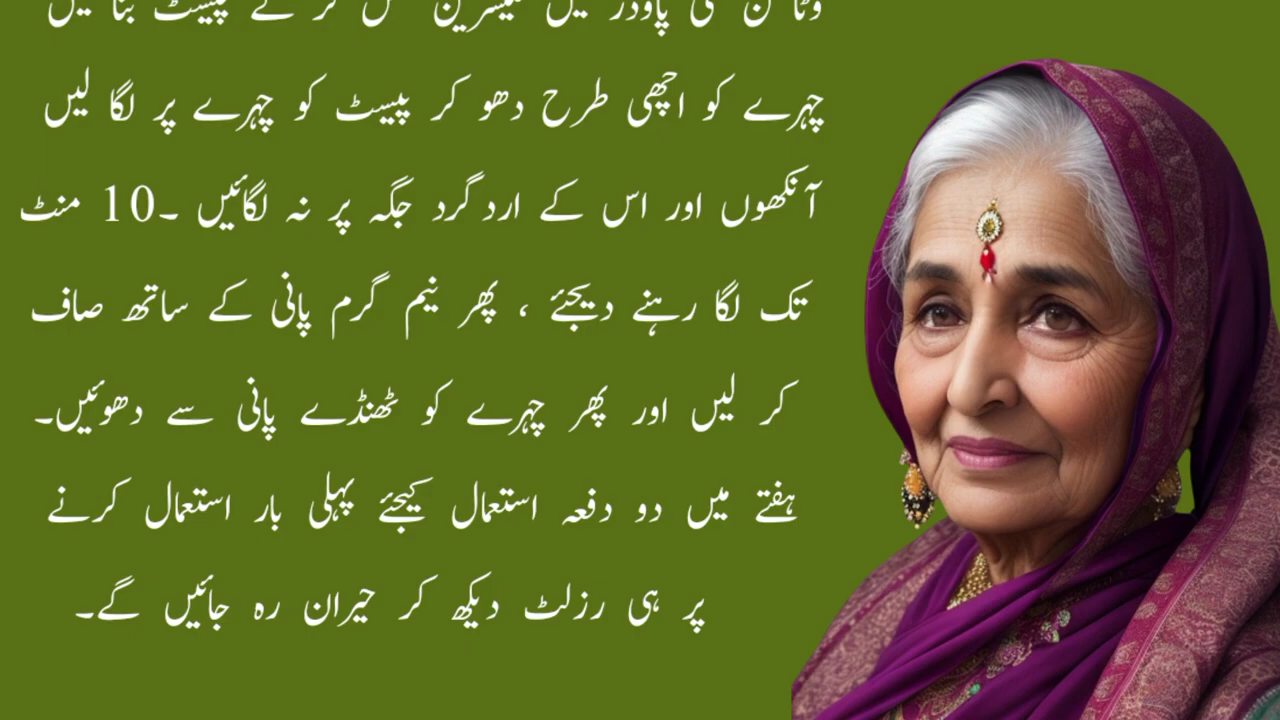 چہرے کو اچھی طرح دھو کر پیسٹ کو چہرے پر لگا لیں
آنکھوں اور اس کے ارد گرد جگہ پر نہ لگائیں ۔10 منٹ
تک لگا رہنے دیجئے ، پھر نیم گرم پانی کے ساتھ صاف
کر لیں اور پھر چہرے کو ٹھنڈے پانی سے دھوئیں۔
ہفتے میں دو دفعہ استعمال کیجئے پہلی بار استعمال کرنے
پر ہی رزلٹ دیکھ کر حیران رہ جائیں گے۔